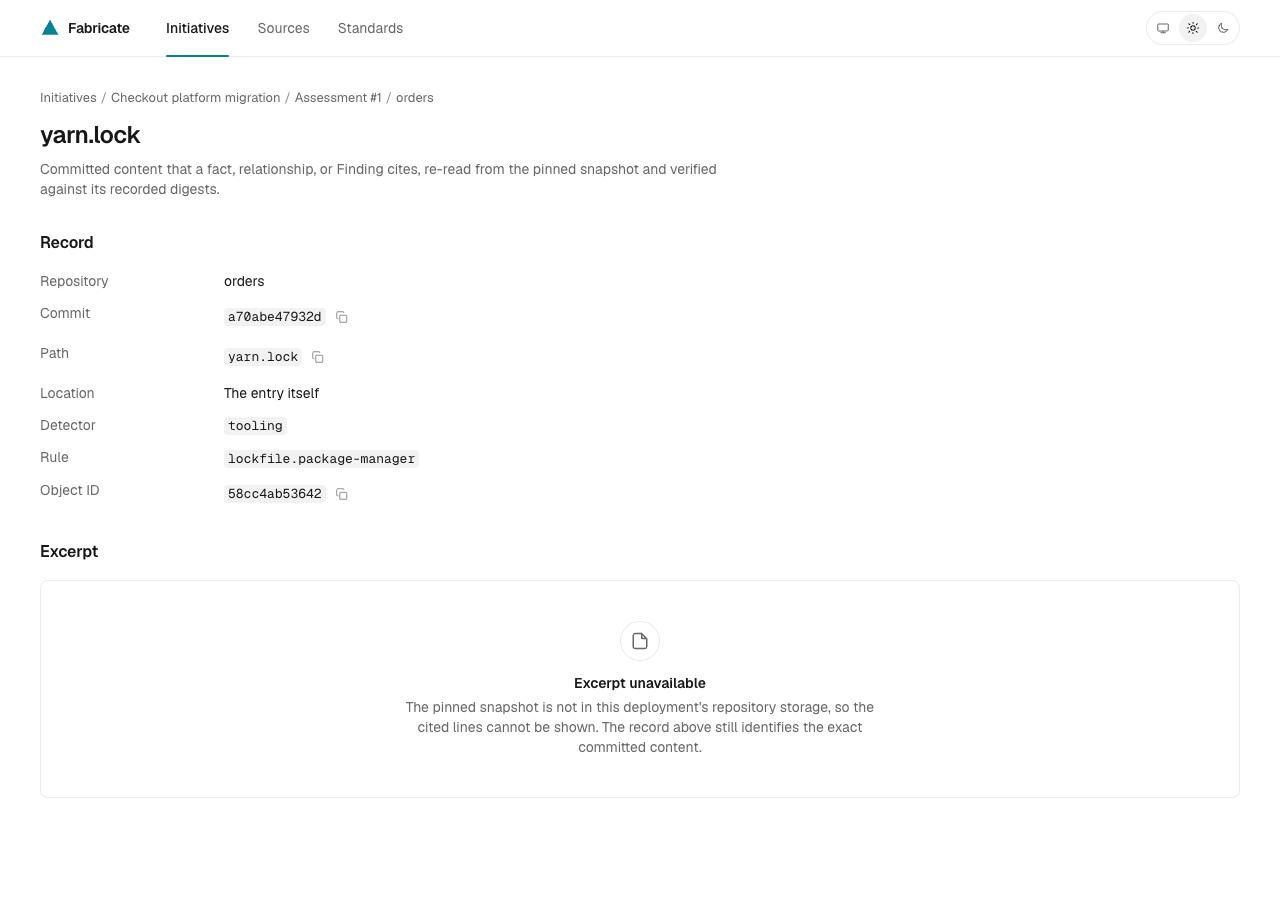 Fabricate
Initiatives
Sources
Standards
Initiatives / Checkout platform migration / Assessment #1 / orders
yarn.lock
Committed content that a fact, relationship, or Finding cites, re-read from the pinned snapshot and verified
against its recorded digests.
Record
Repository orders
Commit a70abe47932d
Path yarn.lock
Location The entry itself
Detector tooling
Rule lockfile.package-manager
Object ID 58cc4ab53642
Excerpt
Excerpt unavailable
The pinned snapshot is not in this deployment's repository storage, so the
cited lines cannot be shown. The record above still identifies the exact
committed content.